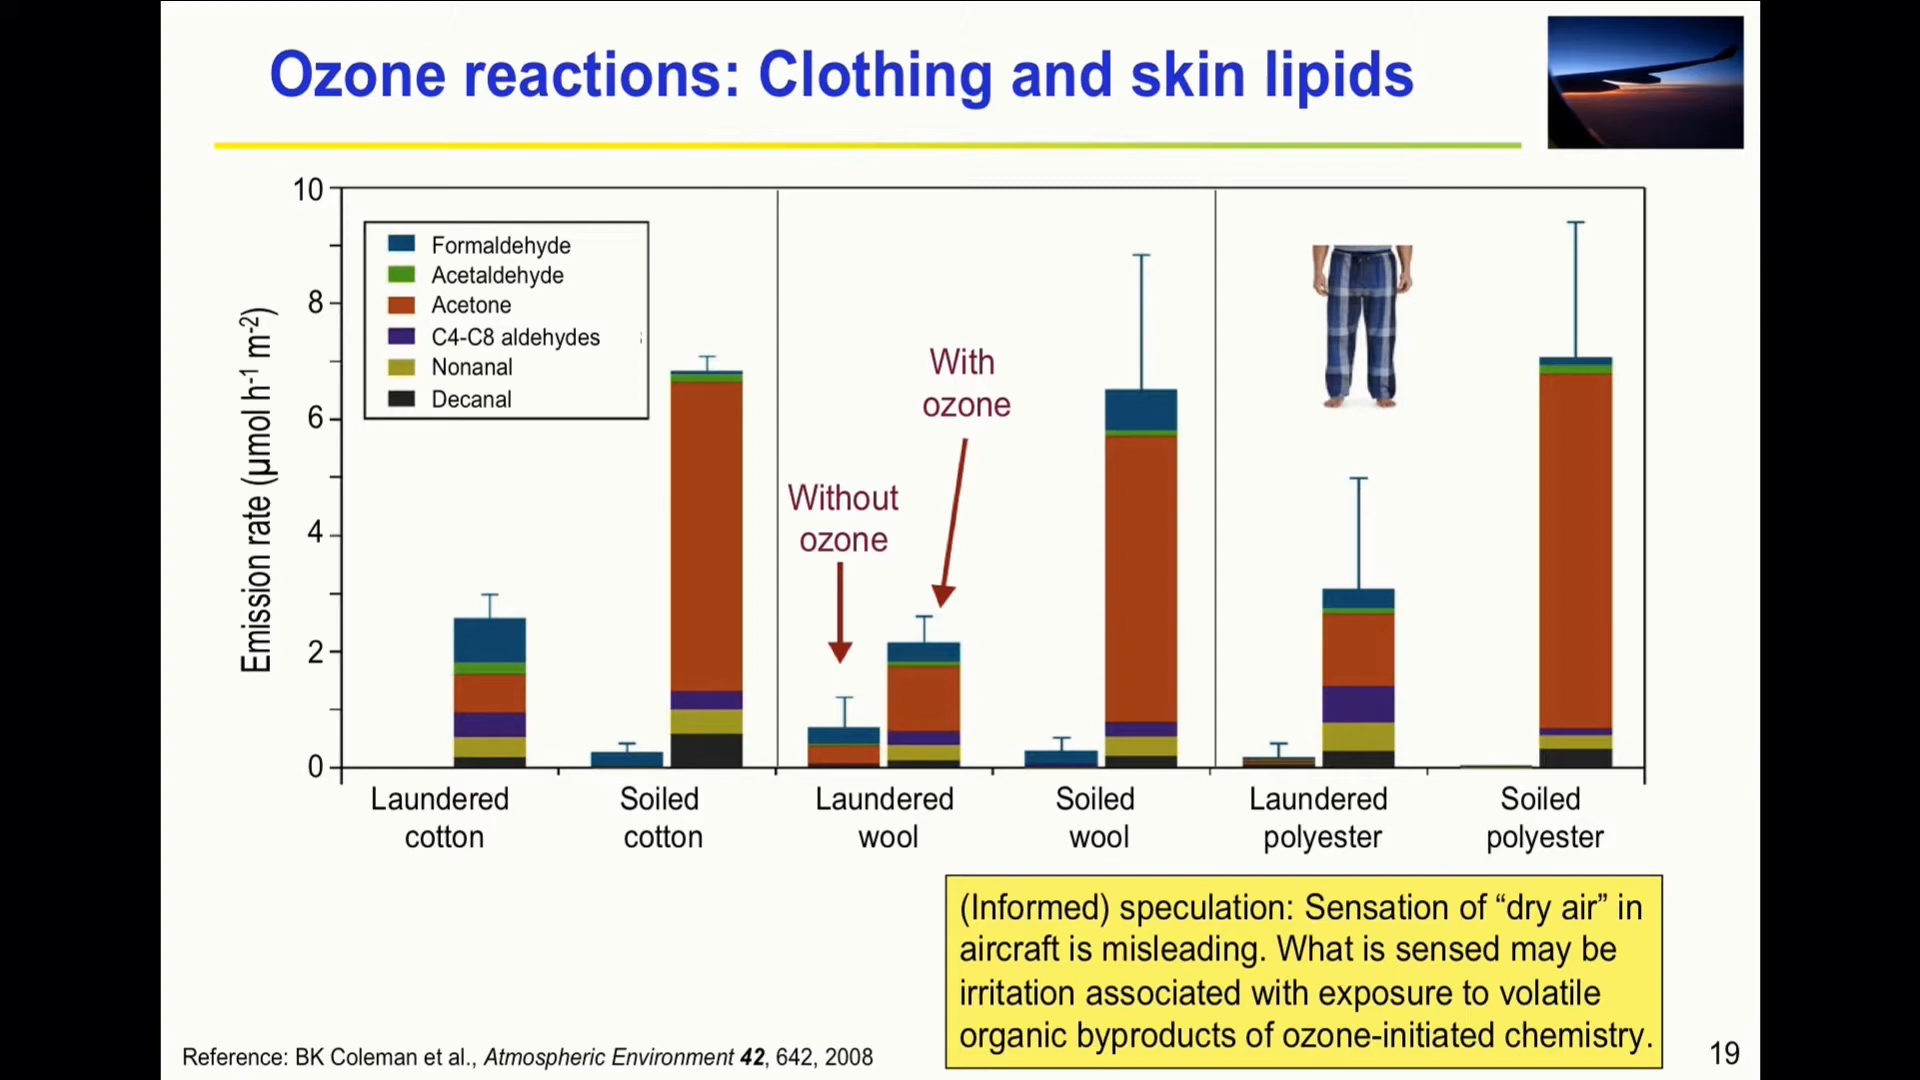 Ozone reactions: Clothing and skin lipids
10
8
6
4
2
0
Emission rate (μmol h-1 m-2)
Formaldehyde
Acetaldehyde
Acetone
C4-C8 aldehydes
Nonanal
Decanal
Without
ozone
With
ozone
Laundered
cotton
Soiled
cotton
Laundered
wool
Soiled
wool
Laundered
polyester
Soiled
polyester
(Informed) speculation: Sensation of “dry air” in
aircraft is misleading. What is sensed may be
irritation associated with exposure to volatile
organic byproducts of ozone-initiated chemistry.
Reference: BK Coleman et al., Atmospheric Environment 42, 642, 2008
19